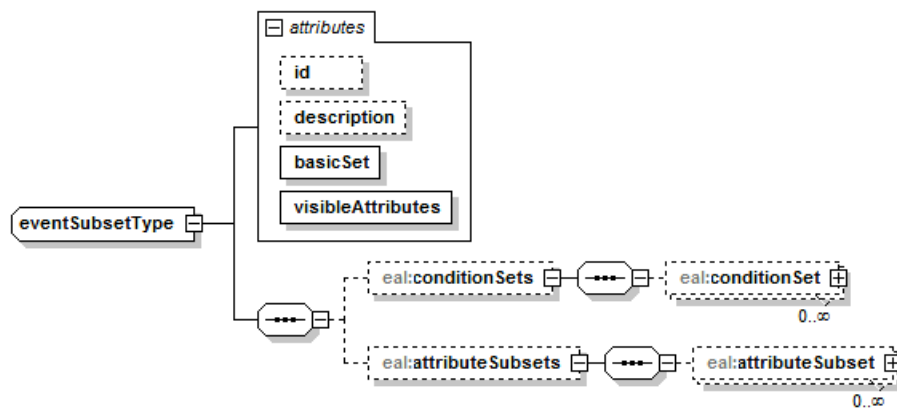 attributes
id
description
basicSet
visibleAttributes
eventSubsetType
eal:conditionSets
eal:conditionSet
0..∞
eal:attributeSubsets
eal:attributeSubset
0..∞